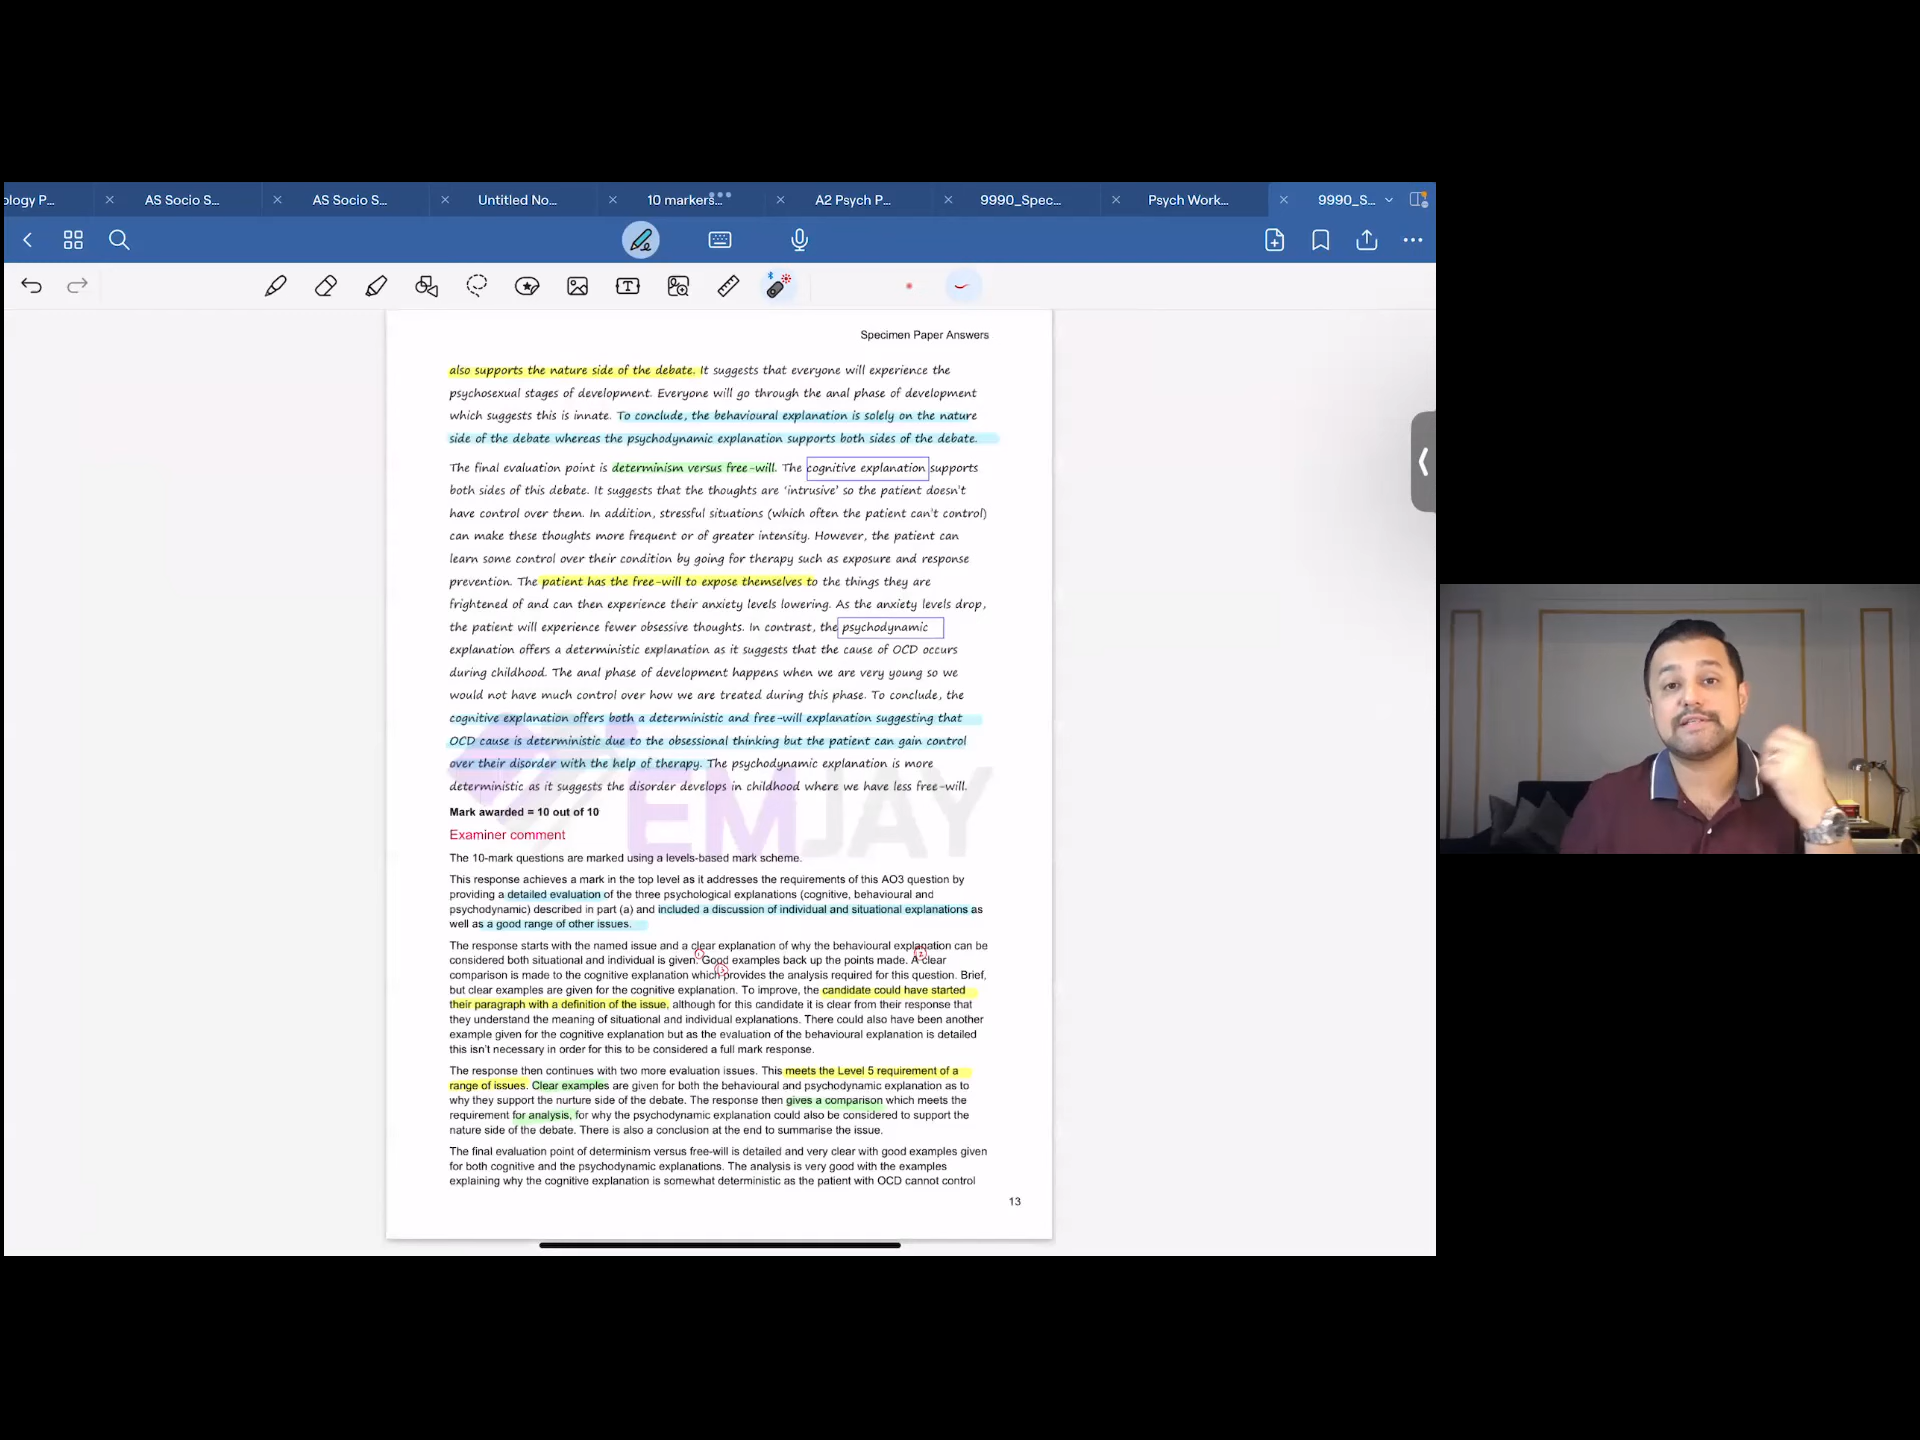 ology P...
AS Socio S...
AS Socio S...
Untitled No...
10 markers...
A2 Psych P...
9990_Spec...
Psych Work...
9990_S...
Specimen Paper Answers
also supports the nature side of the debate. It suggests that everyone will experience the
psychosexual stages of development. Everyone will go through the anal phase of development
which suggests this is innate. To conclude, the behavioural explanation is solely on the nature
side of the debate whereas the psychodynamic explanation supports both sides of the debate.
The final evaluation point is determinism versus free-will. The cognitive explanation supports
both sides of this debate. It suggests that the thoughts are 'intrusive' so the patient doesn't
have control over them. In addition, stressful situations (which often the patient can't control)
can make these thoughts more frequent or of greater intensity. However, the patient can
learn some control over their condition by going for therapy such as exposure and response
prevention. The patient has the free-will to expose themselves to the things they are
frightened of and can then experience their anxiety levels lowering. As the anxiety levels drop,
the patient will experience fewer obsessive thoughts. In contrast, the psychodynamic
explanation offers a deterministic explanation as it suggests that the cause of OCD occurs
during childhood. The anal phase of development happens when we are very young so we
would not have much control over how we are treated during this phase. To conclude, the
cognitive explanation offers both a deterministic and free-will explanation suggesting that
OCD cause is deterministic due to the obsessional thinking but the patient can gain control
over their disorder with the help of therapy. The psychodynamic explanation is more
deterministic as it suggests the disorder develops in childhood where we have less free-will.
EMJAY
Mark awarded = 10 out of 10
Examiner comment
The 10-mark questions are marked using a levels-based mark scheme.
This response achieves a mark in the top level as it addresses the requirements of this AO3 question by
providing a detailed evaluation of the three psychological explanations (cognitive, behavioural and
psychodynamic) described in part (a) and included a discussion of individual and situational explanations as
well as a good range of other issues.
The response starts with the named issue and a clear explanation of why the behavioural explanation can be
considered both situational and individual is given. Good examples back up the points made. A clear
comparison is made to the cognitive explanation which provides the analysis required for this question. Brief,
but clear examples are given for the cognitive explanation. To improve, the candidate could have started
their paragraph with a definition of the issue, although for this candidate it is clear from their response that
they understand the meaning of situational and individual explanations. There could also have been another
example given for the cognitive explanation but as the evaluation of the behavioural explanation is detailed
this isn't necessary in order for this to be considered a full mark response.
The response then continues with two more evaluation issues. This meets the Level 5 requirement of a
range of issues. Clear examples are given for both the behavioural and psychodynamic explanation as to
why they support the nurture side of the debate. The response then gives a comparison which meets the
requirement for analysis, for why the psychodynamic explanation could also be considered to support the
nature side of the debate. There is also a conclusion at the end to summarise the issue.
The final evaluation point of determinism versus free-will is detailed and very clear with good examples given
for both cognitive and the psychodynamic explanations. The analysis is very good with the examples
explaining why the cognitive explanation is somewhat deterministic as the patient with OCD cannot control
13